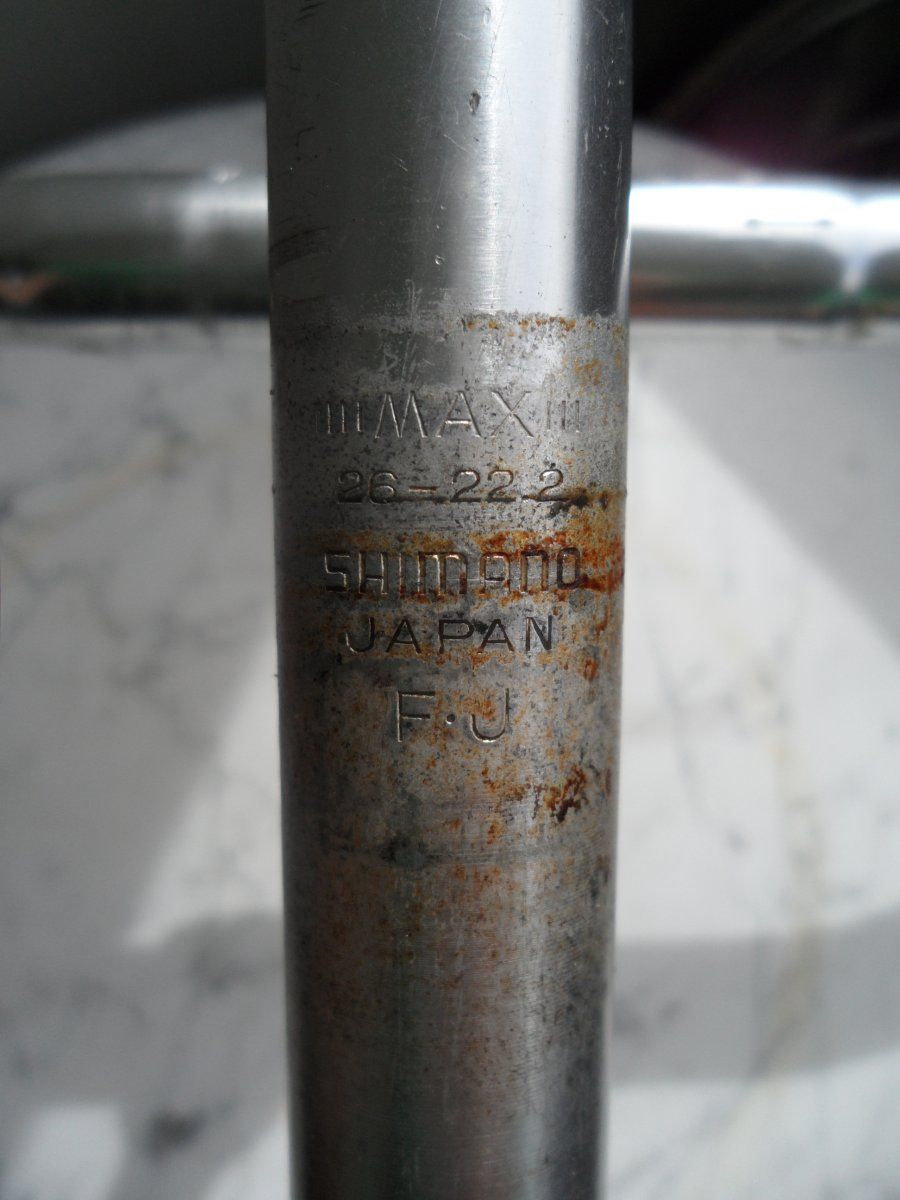 MAX
26-22.2
SHIMANO
JAPAN
F·J